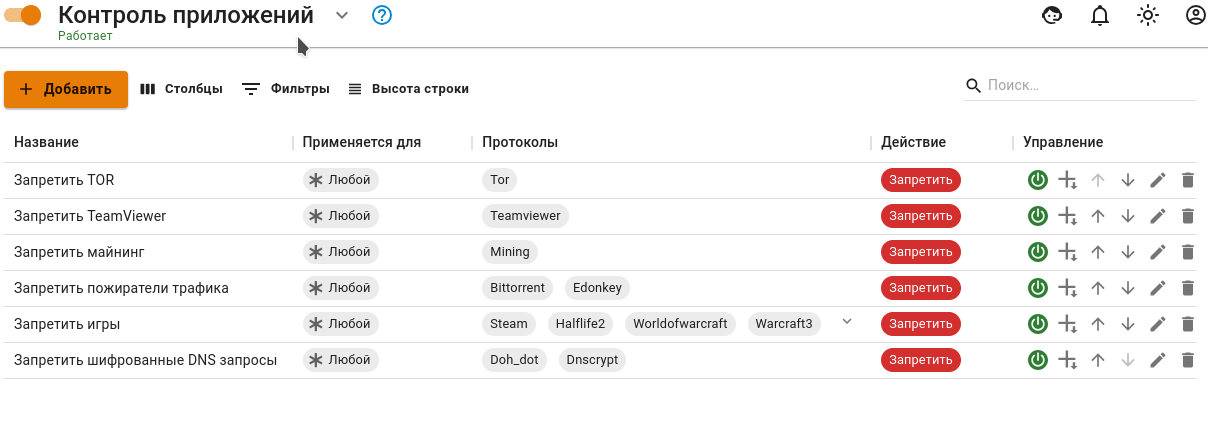 Контроль приложений
Работает
Добавить Столбцы Фильтры Высота строки Поиск...
Название Применяется для Протоколы Действие Управление
Запретить TOR Любой Tor Запретить
Запретить TeamViewer Любой Teamviewer Запретить
Запретить майнинг Любой Mining Запретить
Запретить пожиратели трафика Любой Bittorrent Edonkey Запретить
Запретить игры Любой Steam Halflife2 Worldofwarcraft Warcraft3 Запретить
Запретить шифрованные DNS запросы Любой Doh_dot Dnscrypt Запретить